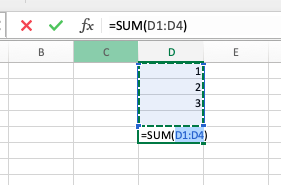 fx =SUM(D1:D4)
B C D E
1
2
3
=SUM(D1:D4)